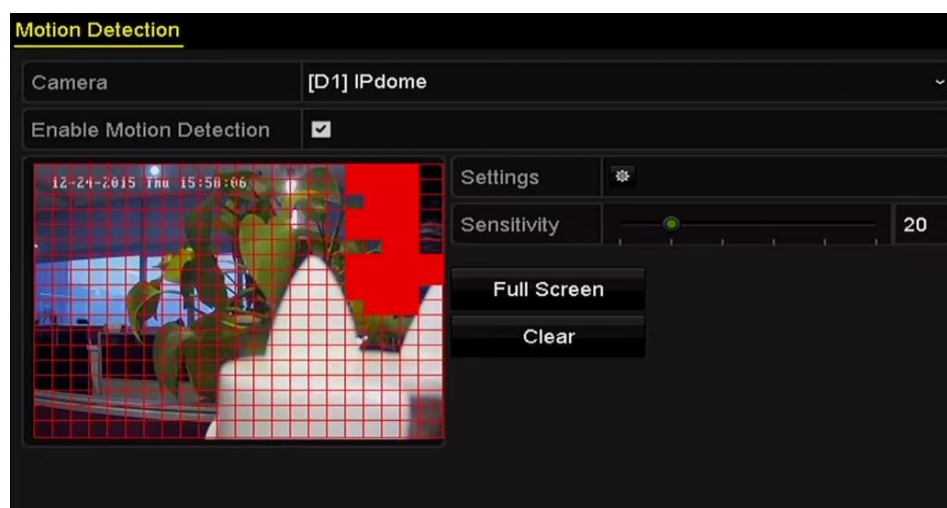 Motion Detection
Camera [D1] IPdome
Enable Motion Detection
12-24-2015 Thu 15:58:06
Settings
Sensitivity 20
Full Screen
Clear